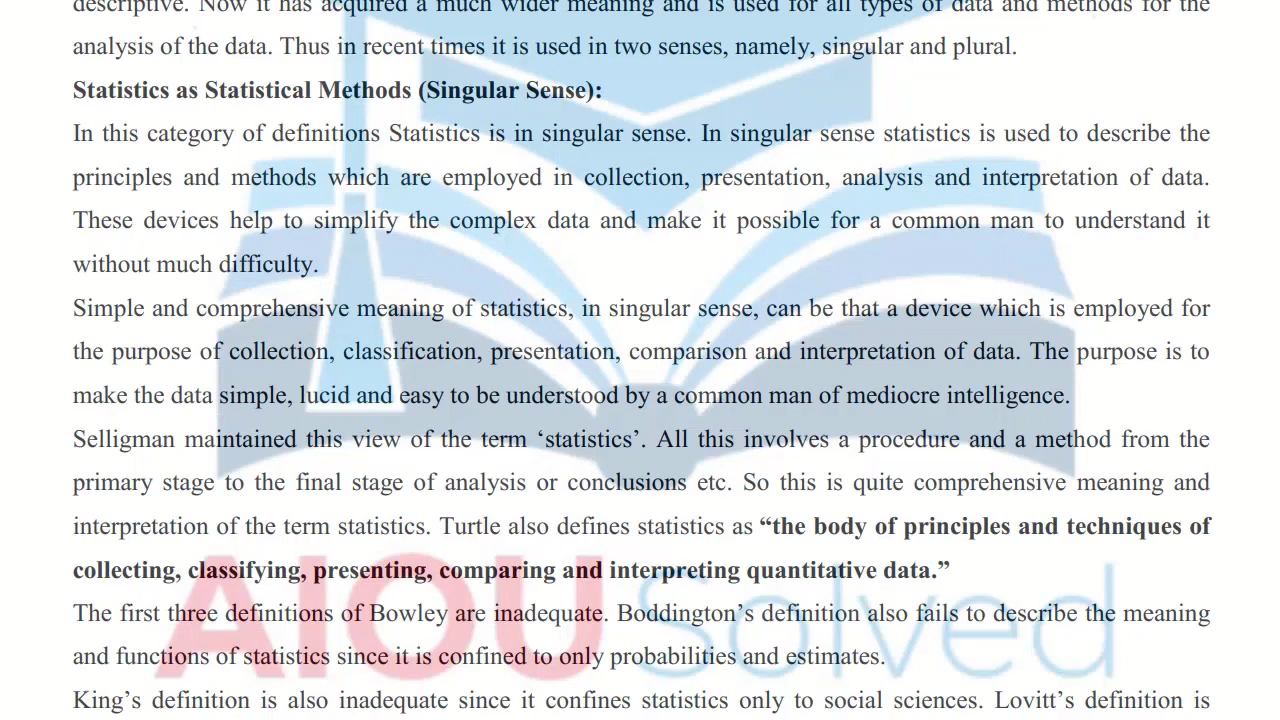 descriptive. Now it has acquired a much wider meaning and is used for all types of data and methods for the
analysis of the data. Thus in recent times it is used in two senses, namely, singular and plural.
Statistics as Statistical Methods (Singular Sense):
In this category of definitions Statistics is in singular sense. In singular sense statistics is used to describe the
principles and methods which are employed in collection, presentation, analysis and interpretation of data.
These devices help to simplify the complex data and make it possible for a common man to understand it
without much difficulty.
Simple and comprehensive meaning of statistics, in singular sense, can be that a device which is employed for
the purpose of collection, classification, presentation, comparison and interpretation of data. The purpose is to
make the data simple, lucid and easy to be understood by a common man of mediocre intelligence.
Selligman maintained this view of the term ‘statistics’. All this involves a procedure and a method from the
primary stage to the final stage of analysis or conclusions etc. So this is quite comprehensive meaning and
interpretation of the term statistics. Turtle also defines statistics as “the body of principles and techniques of
collecting, classifying, presenting, comparing and interpreting quantitative data.”
The first three definitions of Bowley are inadequate. Boddington’s definition also fails to describe the meaning
and functions of statistics since it is confined to only probabilities and estimates.
King’s definition is also inadequate since it confines statistics only to social sciences. Lovitt’s definition is
AIOU Solved